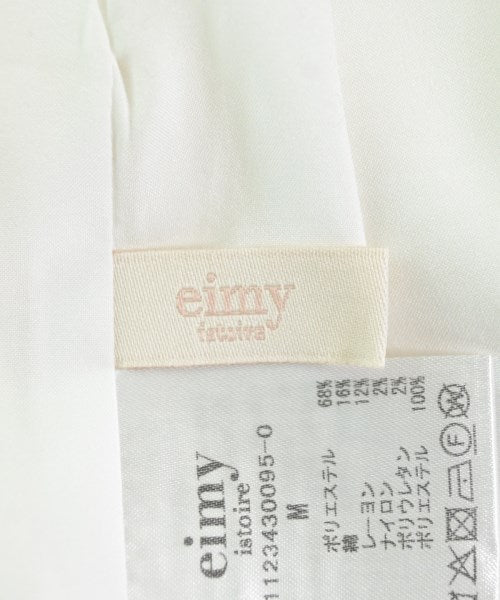 eimy
istoire
eimy
istoire
1123430095-0
M
ポリエステル 68%
綿 16%
レーヨン 12%
ナイロン 2%
ポリウレタン 2%
ポリエステル 100%